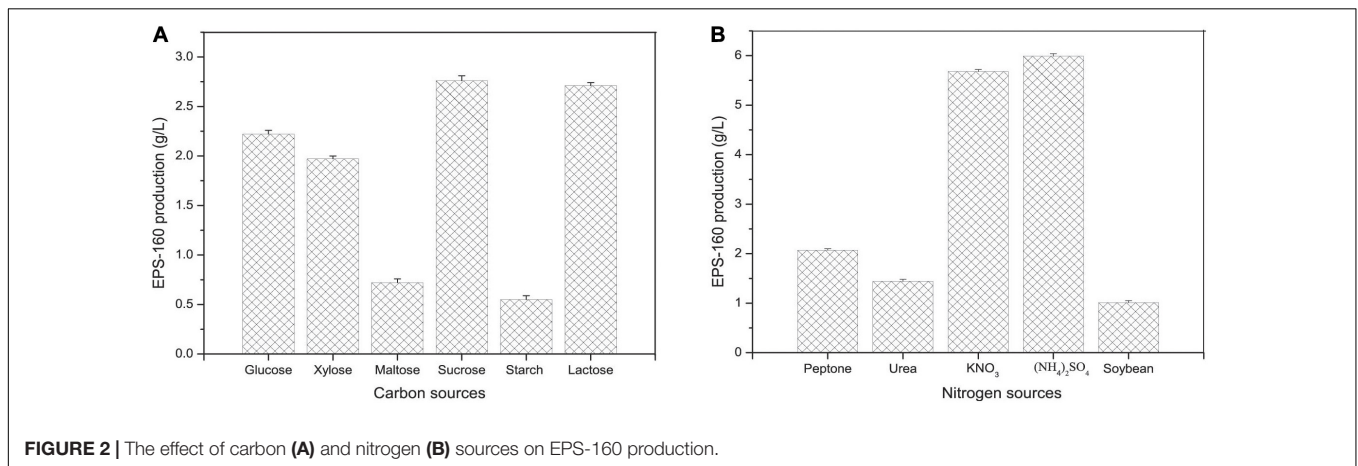 A
EPS-160 production (g/L)
3.0
2.5
2.0
1.5
1.0
0.5
0.0
Glucose Xylose Maltose Sucrose Starch Lactose
Carbon sources
B
EPS-160 production (g/L)
6
5
4
3
2
1
0
Peptone Urea KNO₃ (NH₄)₂SO₄ Soybean
Nitrogen sources
FIGURE 2 | The effect of carbon (A) and nitrogen (B) sources on EPS-160 production.